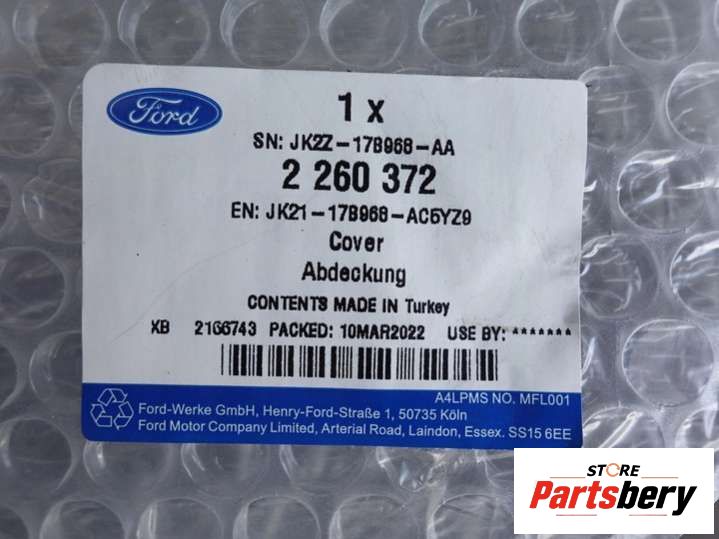 Ford
1 x
SN: JK2Z-17B968-AA
2 260 372
EN: JK21-17B968-AC5YZ9
Cover
Abdeckung
CONTENTS MADE IN Turkey
XB 2166743 PACKED: 10MAR2022 USE BY: *******
A4LPMS NO. MFL001
Ford-Werke GmbH, Henry-Ford-Straße 1, 50735 Köln
Ford Motor Company Limited, Arterial Road, Laindon, Essex. SS15 6EE
STORE
Partsbery